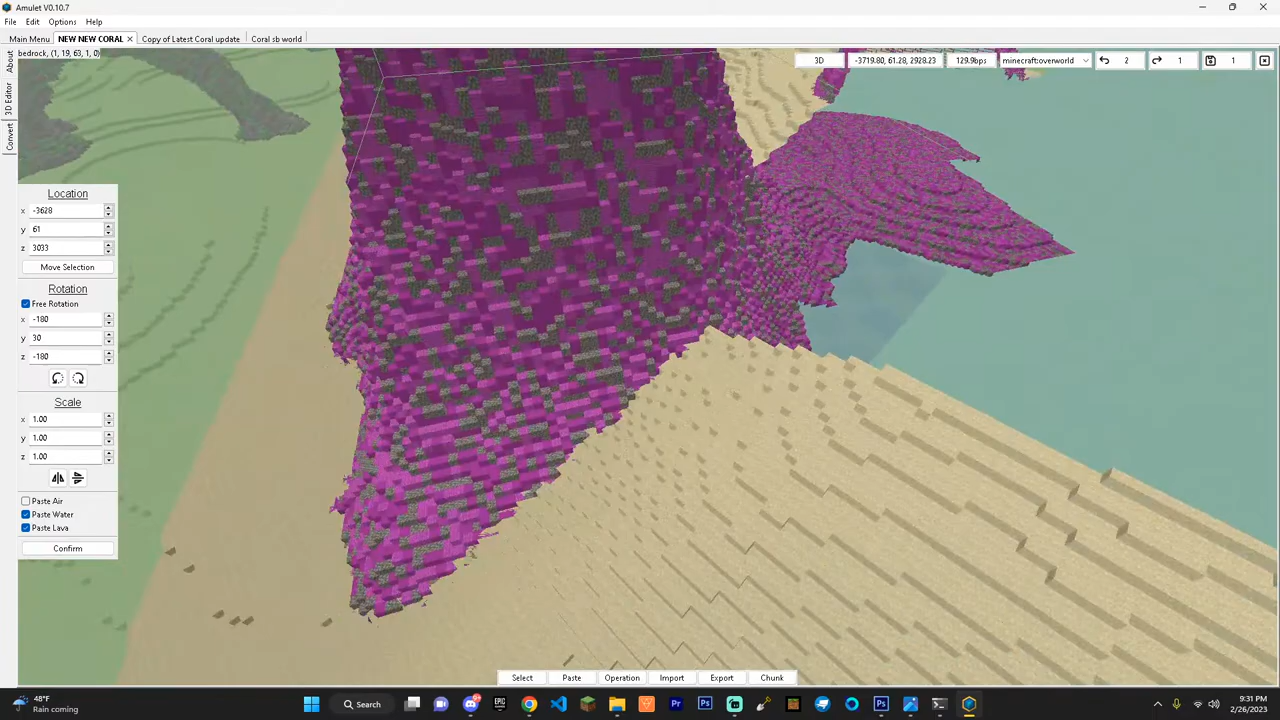 Amulet V0.10.7
File Edit Options Help
Main Menu NEW NEW CORAL Copy of Latest Coral update Coral sb world
bedrock, (1, 19, 63, 1, 0)
3D -3719.80, 61.28, 2928.23 129.9bps minecraft:overworld 2 1 1
About
3D Editor
Convert
Location
x -3628
y 61
z 3033
Move Selection
Rotation
Free Rotation
x -180
y 30
z -180
Scale
x 1.00
y 1.00
z 1.00
Paste Air
Paste Water
Paste Lava
Confirm
Select Paste Operation Import Export Chunk
48°F
Rain coming
Search
9:31 PM
2/26/2023